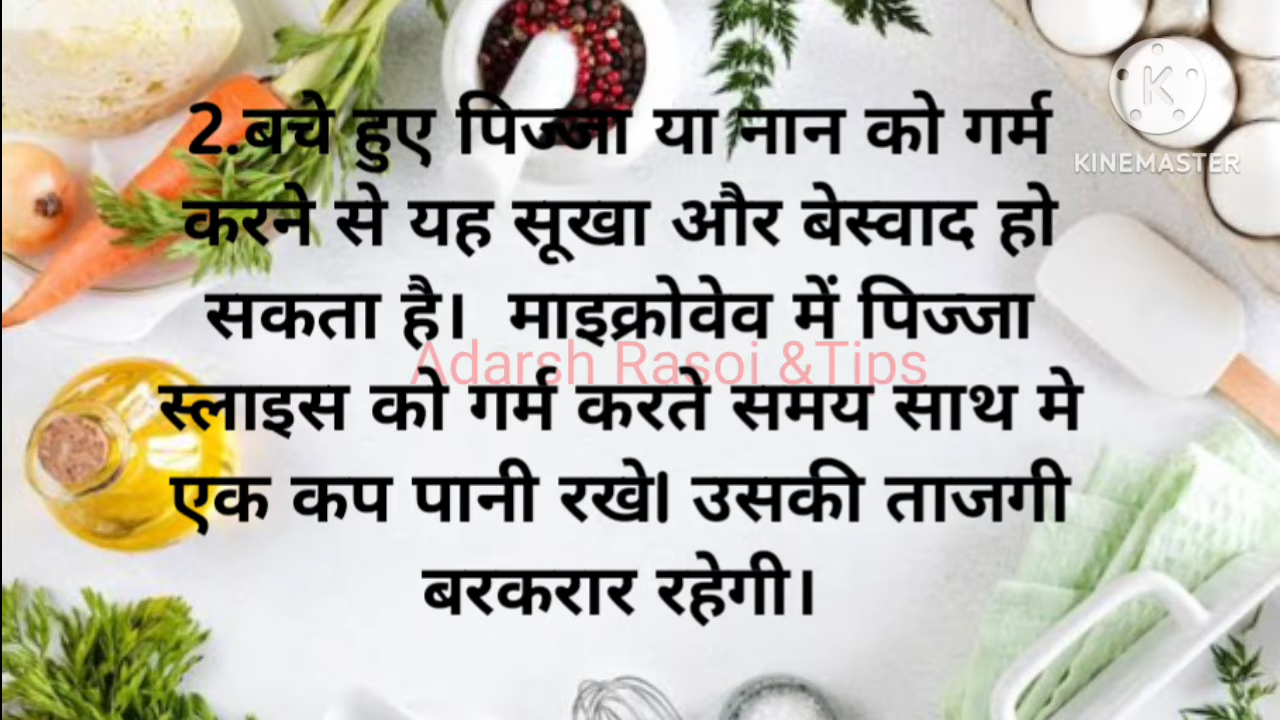 2.बचे हुए पिज्जा या नान को गर्म
करने से यह सूखा और बेस्वाद हो
सकता है। माइक्रोवेव में पिज्जा
स्लाइस को गर्म करते समय साथ मे
एक कप पानी रखे। उसकी ताजगी
बरकरार रहेगी।
Adarsh Rasoi &Tips
K
KINEMASTER